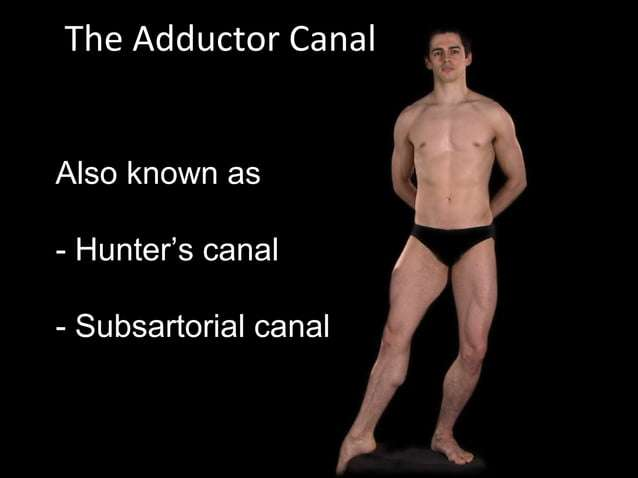 The Adductor Canal
Also known as
- Hunter’s canal
- Subsartorial canal